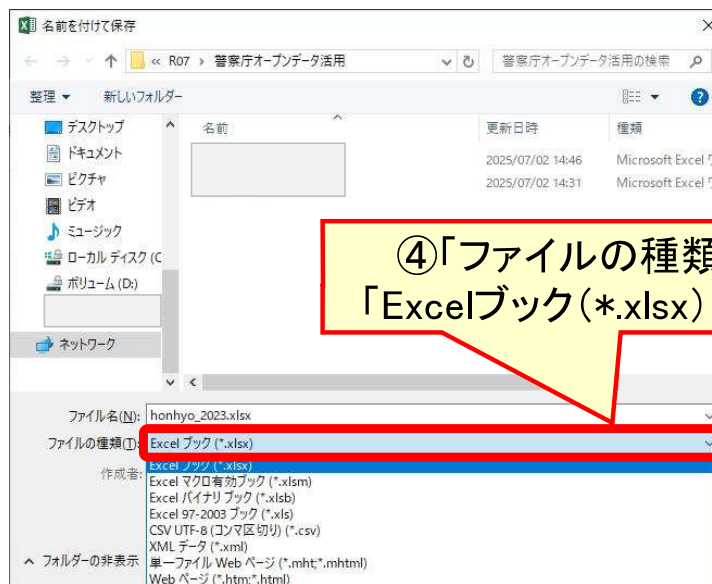 名前を付けて保存
« R07 › 警察庁オープンデータ活用
警察庁オープンデータ活用の検索
整理 新しいフォルダー
デスクトップ
ドキュメント
ピクチャ
ビデオ
ミュージック
ローカル ディスク (C
ボリューム (D:)
ネットワーク
名前 更新日時 種類
2025/07/02 14:46 Microsoft Excel
2025/07/02 14:31 Microsoft Excel
④「ファイルの種類
「Excelブック(*.xlsx)
ファイル名(N): honhyo_2023.xlsx
ファイルの種類(T): Excel ブック (*.xlsx)
作成者:
Excel ブック (*.xlsx)
Excel マクロ有効ブック (*.xlsm)
Excel バイナリ ブック (*.xlsb)
Excel 97-2003 ブック (*.xls)
CSV UTF-8 (コンマ区切り) (*.csv)
XML データ (*.xml)
単一ファイル Web ページ (*.mht;*.mhtml)
Web ページ (*.htm;*.html)
フォルダーの非表示